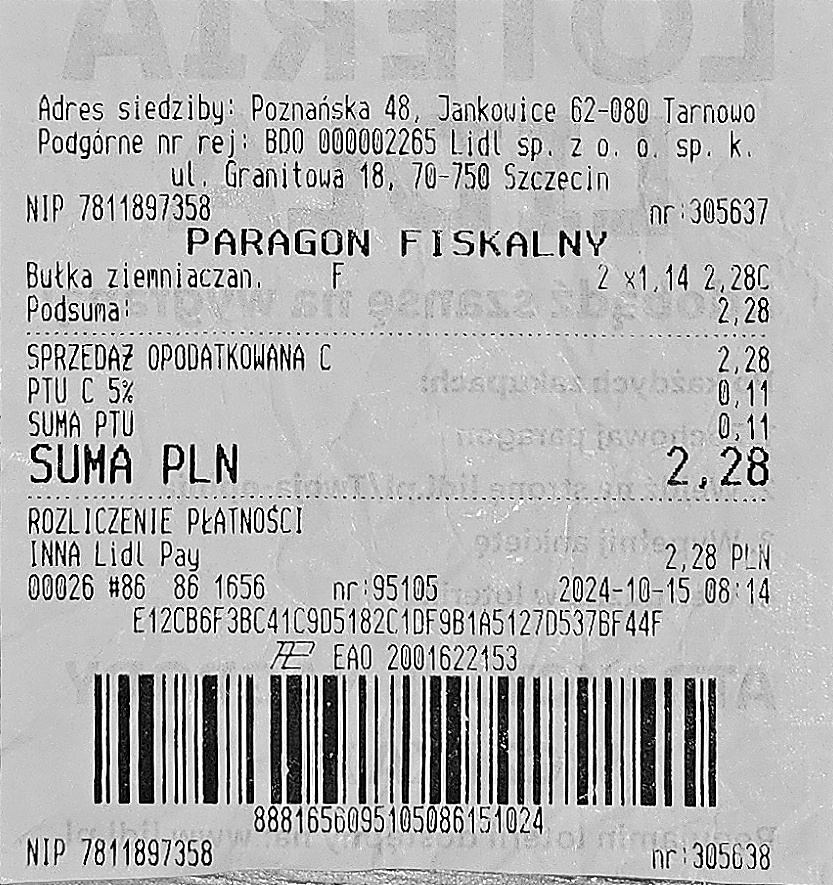 Adres siedziby: Poznańska 48, Jankowice 62-080 Tarnowo
Podgórne nr rej: BDO 000002265 Lidl sp. z o. o. sp. k.
ul. Granitowa 18, 70-750 Szczecin
NIP 7811897358 nr:305637
PARAGON FISKALNY
Bułka ziemniaczan. F 2 x1,14 2,28C
Podsuma: 2,28
SPRZEDAŻ OPODATKOWANA C 2,28
PTU C 5% 0,11
SUMA PTU 0,11
SUMA PLN 2,28
ROZLICZENIE PŁATNOŚCI
INNA Lidl Pay 2,28 PLN
00026 #86 86 1656 nr:95105 2024-10-15 08:14
E12CB6F3BC41C9D5182C1DF9B1A5127D537BF44F
EAO 2001622153
8881656095105086151024
NIP 7811897358 nr:305638